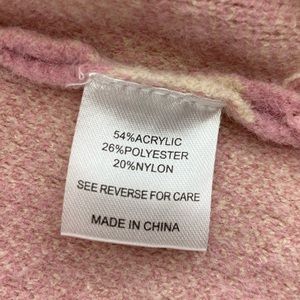 54%ACRYLIC
26%POLYESTER
20%NYLON
SEE REVERSE FOR CARE
MADE IN CHINA